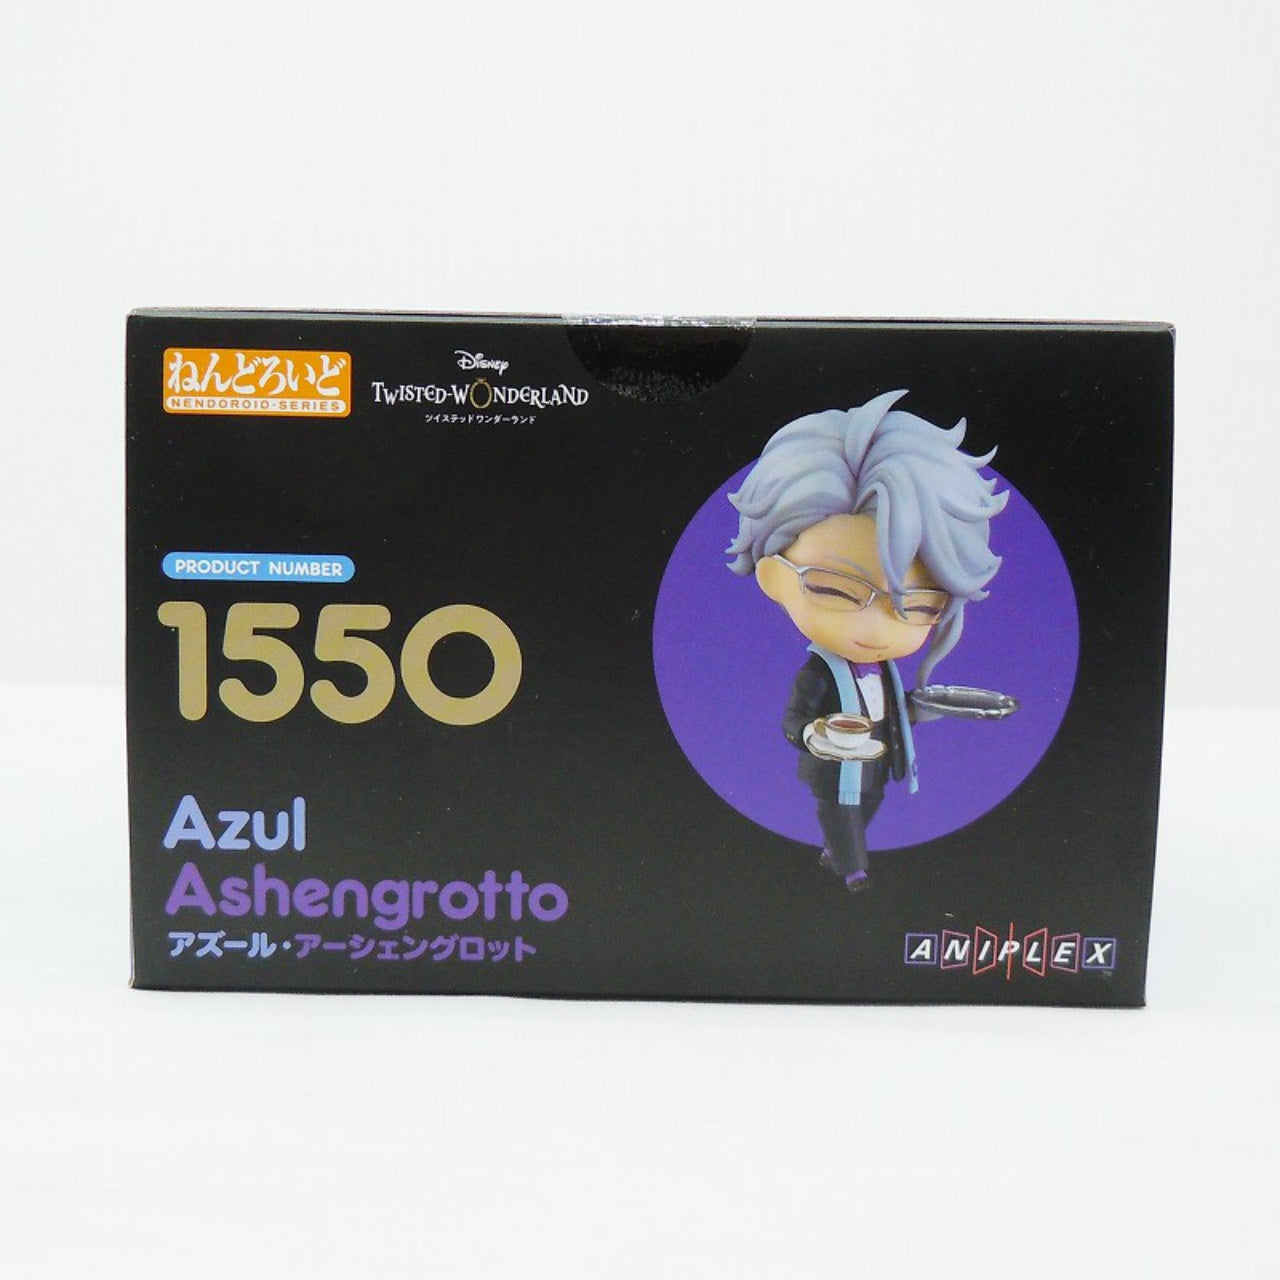 ねんどろいど
NENDOROID·SERIES
Disney
TWISTED-WONDERLAND
ツイステッドワンダーランド
PRODUCT NUMBER
1550
Azul
Ashengrotto
アズール・アーシェングロット
ANIPLEX
TM